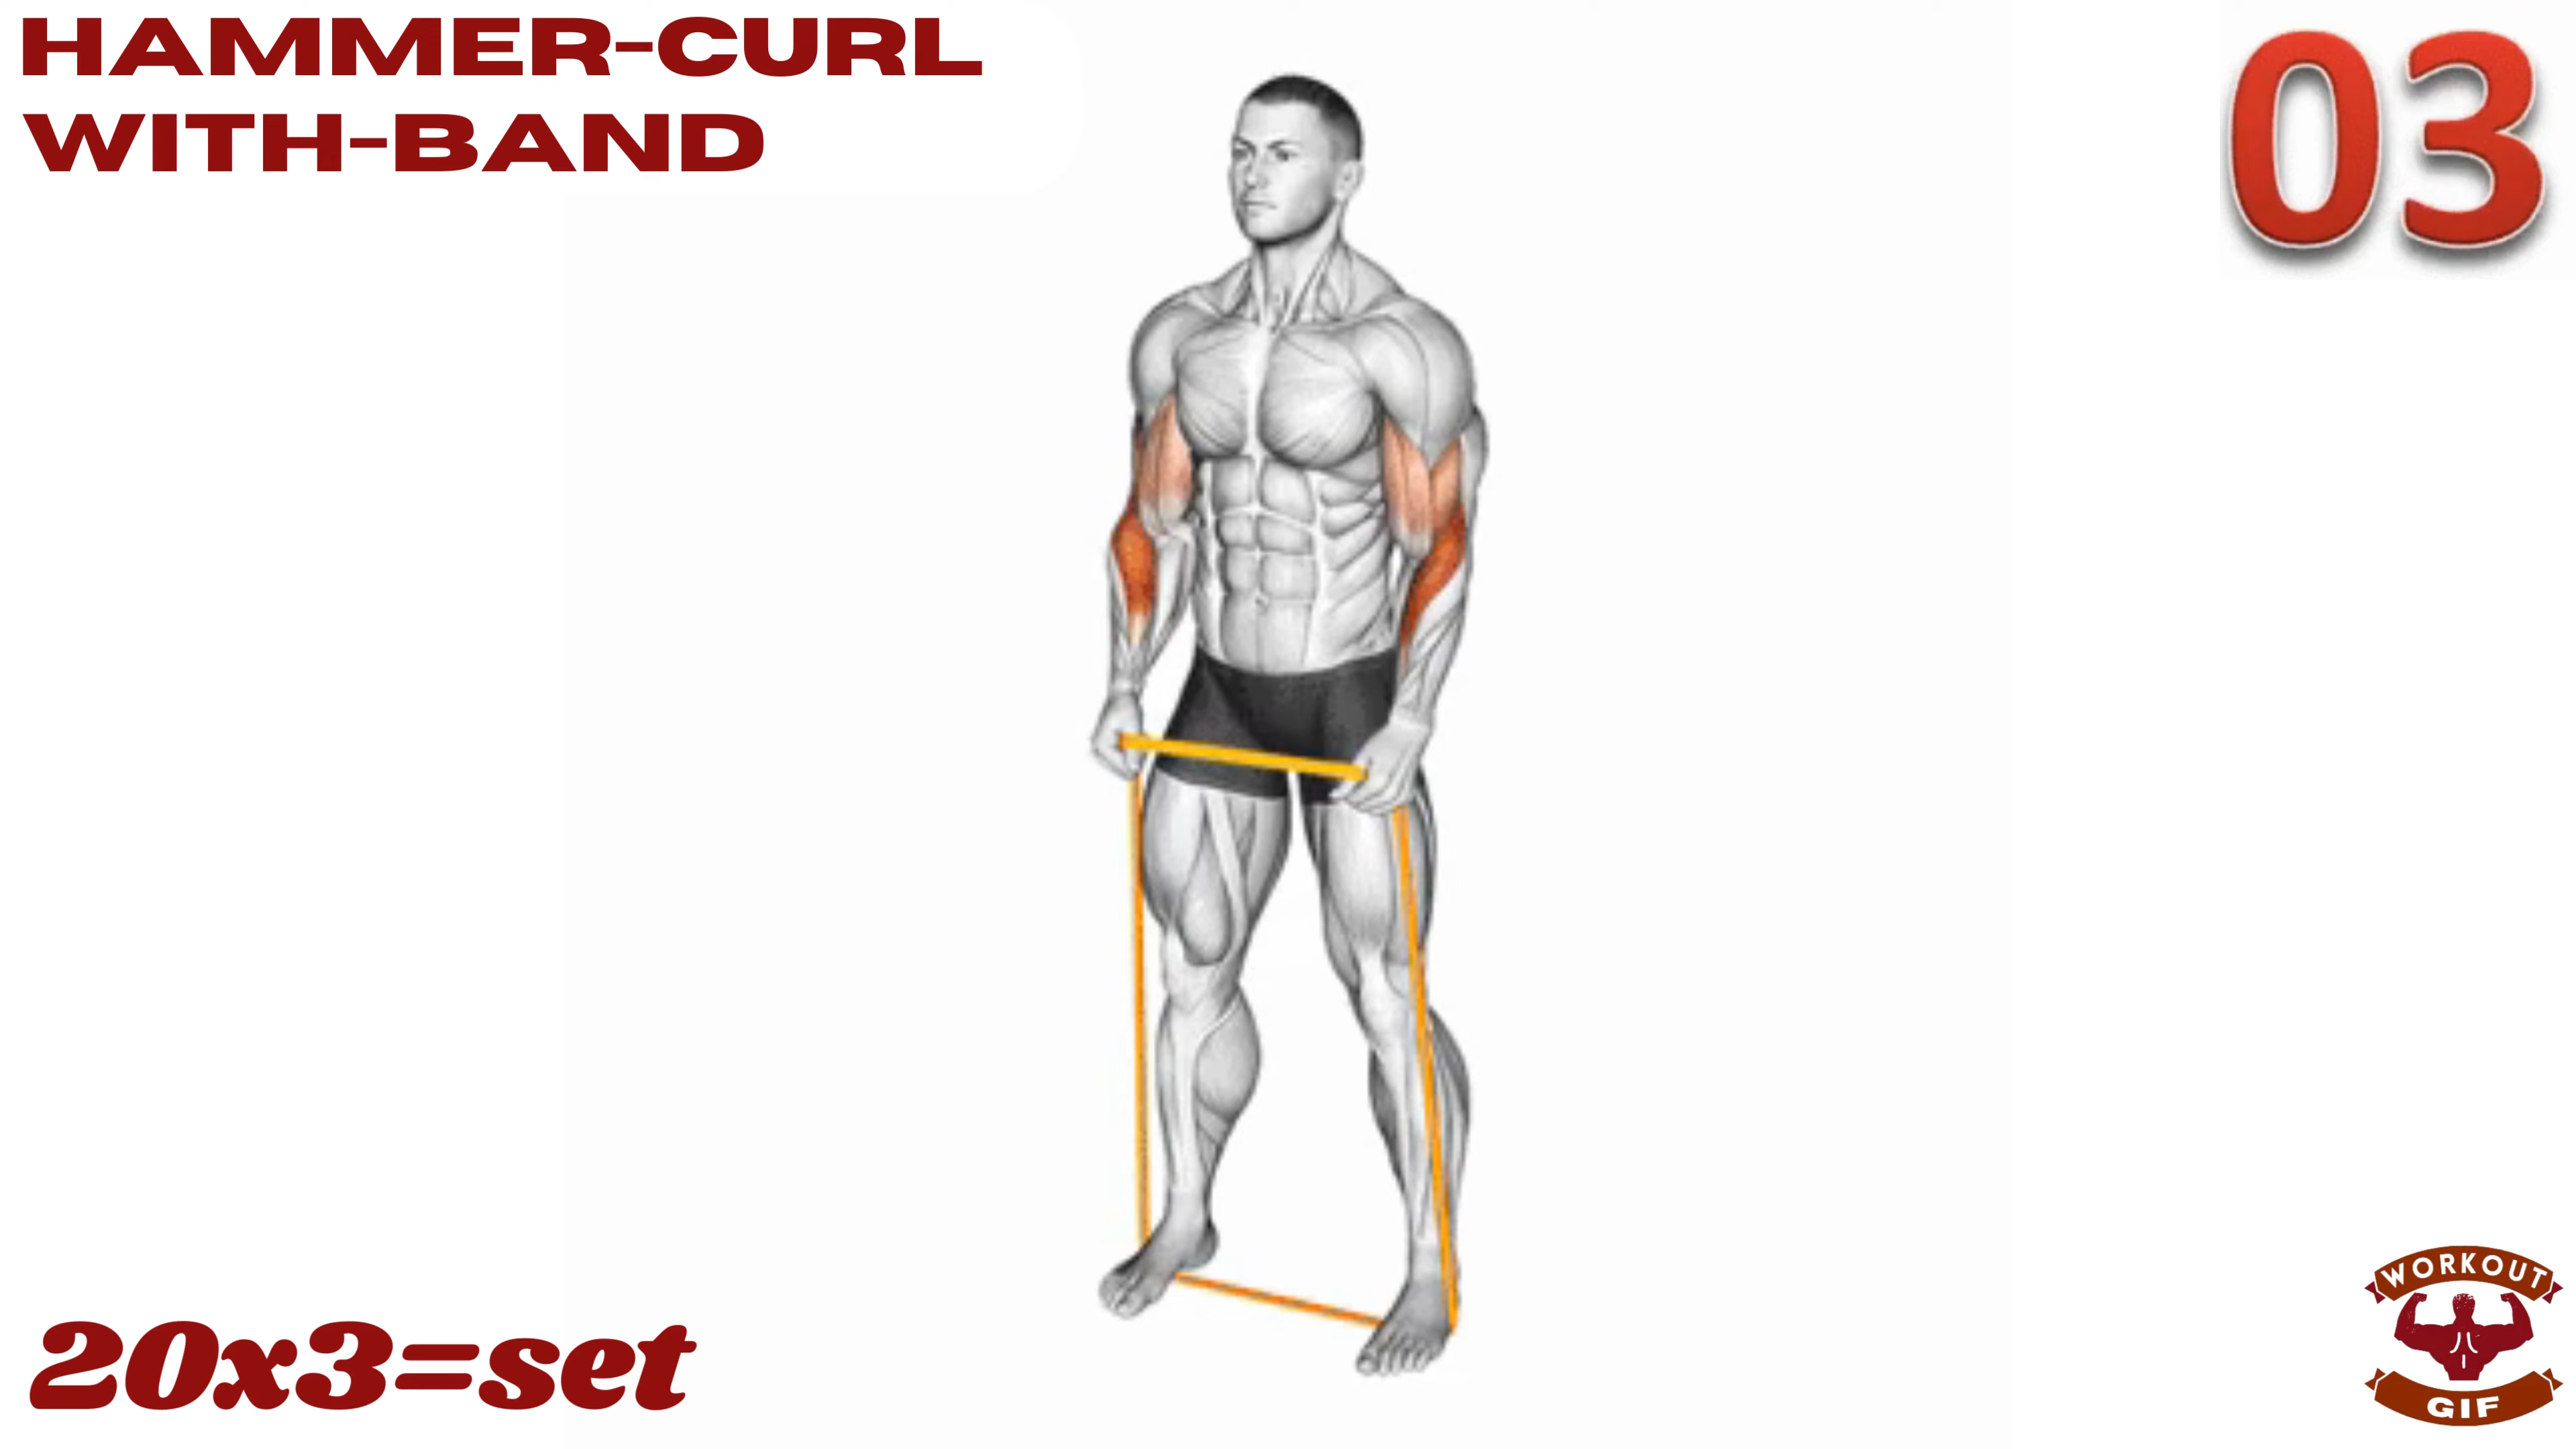 HAMMER-CURL
WITH-BAND
03
20x3=set
WORKOUT
GIF